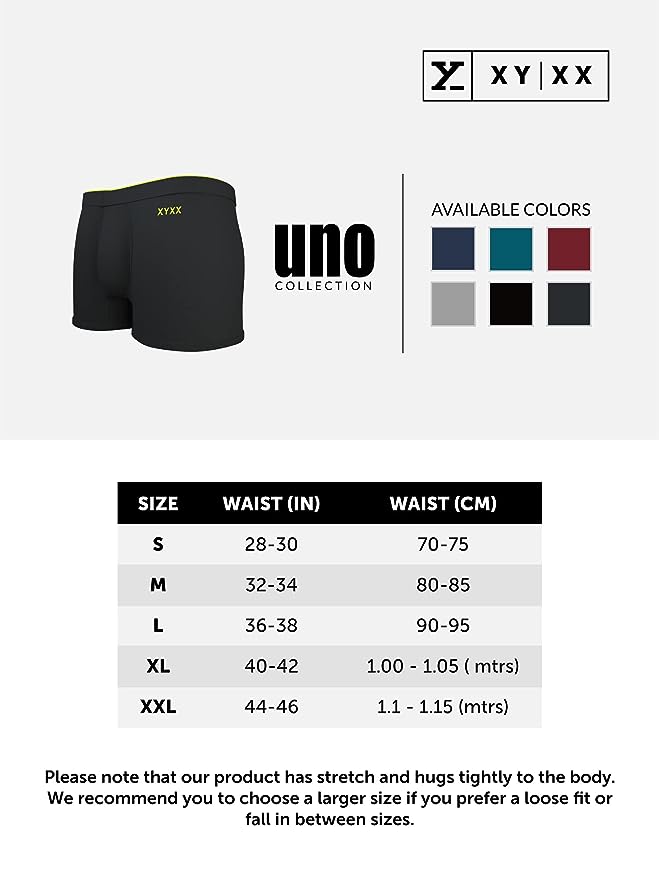 XY|XX
XYXX
uno
COLLECTION
AVAILABLE COLORS
SIZE WAIST (IN) WAIST (CM)
S 28-30 70-75
M 32-34 80-85
L 36-38 90-95
XL 40-42 1.00 - 1.05 ( mtrs)
XXL 44-46 1.1 - 1.15 (mtrs)
Please note that our product has stretch and hugs tightly to the body.
We recommend you to choose a larger size if you prefer a loose fit or
fall in between sizes.